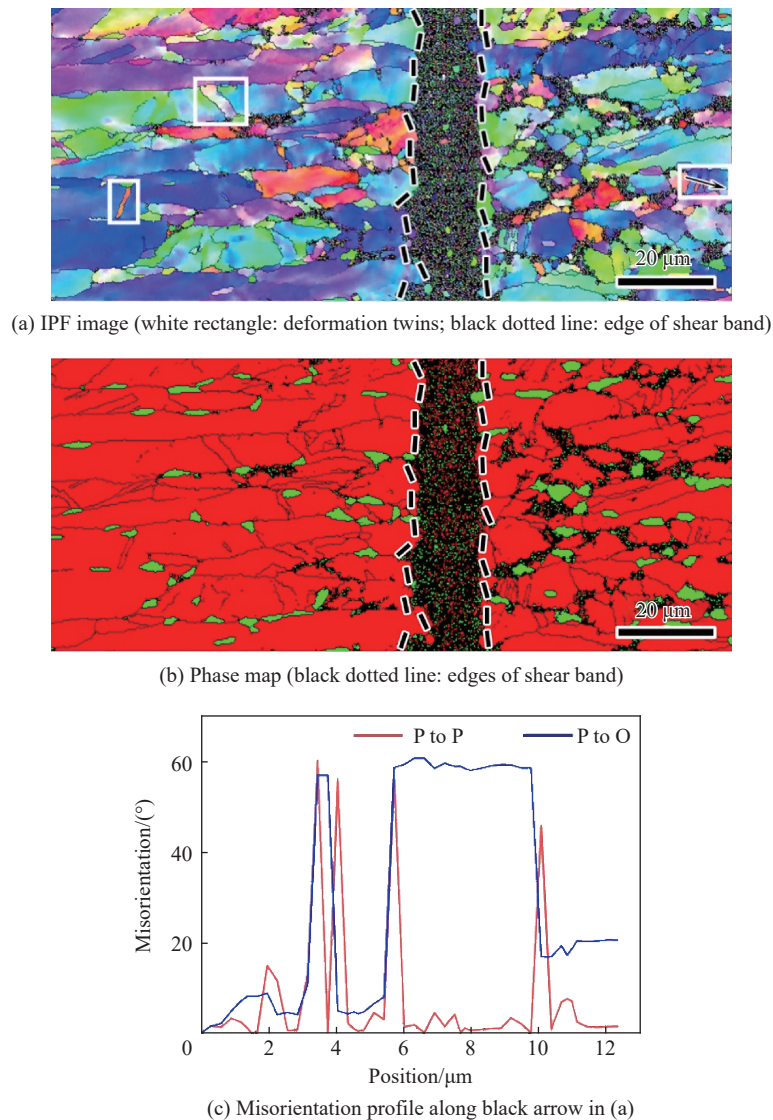 20 μm
(a) IPF image (white rectangle: deformation twins; black dotted line: edge of shear band)
20 μm
(b) Phase map (black dotted line: edges of shear band)
P to P P to O
60
40
20
0
Misorientation/(°)
2 4 6 8 10 12
Position/μm
(c) Misorientation profile along black arrow in (a)